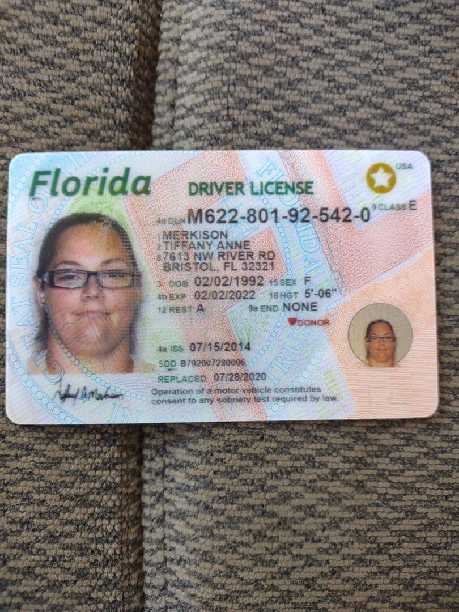 Florida DRIVER LICENSE USA
4d DLN M622-801-92-542-0 9 CLASS E
1 MERKISON
2 TIFFANY ANNE
8 7613 NW RIVER RD
BRISTOL, FL 32321
3 DOB 02/02/1992 15 SEX F
4b EXP 02/02/2022 16 HGT 5'-06"
12 REST A 9a END NONE
DONOR
4a ISS 07/15/2014
5DD B792007280006
REPLACED 07/28/2020
Operation of a motor vehicle constitutes
consent to any sobriety test required by law.